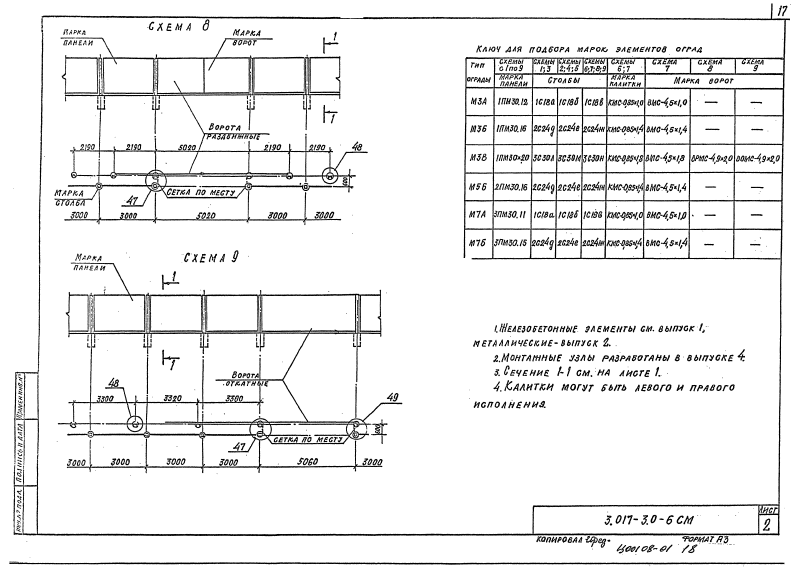 17
СХЕМА 8
МАРКА ПАНЕЛИ
МАРКА ВОРОТ
1
1
ВОРОТА РАЗДВИЖНЫЕ
2190 2190 5020 2190 2190
48
600
МАРКА СТОЛБА
47
СЕТКА ПО МЕСТУ
3000 3000 5020 3000 3000
СХЕМА 9
МАРКА ПАНЕЛИ
1
1
ВОРОТА ОТКАТНЫЕ
48
49
3300 3320 3380
47
СЕТКА ПО МЕСТУ
3000 3000 3000 3000 5060 3000
КЛЮЧ ДЛЯ ПОДБОРА МАРОК ЭЛЕМЕНТОВ ОГРАД
ТИП ОГРАДЫ СХЕМЫ с 1 по 9 СХЕМЫ 1;3 СХЕМЫ 2;4;5 СХЕМЫ 6;7;8;9 СХЕМЫ 6;7 СХЕМА 7 СХЕМА 8 СХЕМА 9
МАРКА ПАНЕЛИ СТОЛБЫ МАРКА КАЛИТКИ МАРКА ВОРОТ
М3А 1ПМ30.12 1С18а 1С18б 1С18в КМС-0,85×1,0 ВМС-4,5×1,0 — —
М3Б 1ПМ30.16 2С24д 2С24е 2С24и КМС-0,85×1,4 ВМС-4,5×1,4 — —
М3В 1ПМ30×20 3С30л 3С30м 3С30н КМС-0,85×1,8 ВМС-4,5×1,8 ВРМС-4,9×2,0 ВОМС-4,9×2,0
М5Б 2ПМ30.16 2С24д 2С24е 2С24и КМС-0,85×1,4 ВМС-4,5×1,4 — —
М7А 3ПМ30.11 1С18а 1С18б 1С18в КМС-0,85×1,0 ВМС-4,5×1,0 — —
М7Б 3ПМ30.15 2С24д 2С24е 2С24и КМС-0,85×1,4 ВМС-4,5×1,4 — —
1. ЖЕЛЕЗОБЕТОННЫЕ ЭЛЕМЕНТЫ СМ. ВЫПУСК 1,
МЕТАЛЛИЧЕСКИЕ - ВЫПУСК 2.
2. МОНТАЖНЫЕ УЗЛЫ РАЗРАБОТАНЫ В ВЫПУСКЕ 4.
3. СЕЧЕНИЕ 1-1 СМ. НА ЛИСТЕ 1.
4. КАЛИТКИ МОГУТ БЫТЬ ЛЕВОГО И ПРАВОГО
ИСПОЛНЕНИЯ.
ПОДПИСЬ И ДАТА
3.017-3.0-6 СМ
ЛИСТ
2
КОПИРОВАЛ
ФОРМАТ А3
Ц00108-01 18